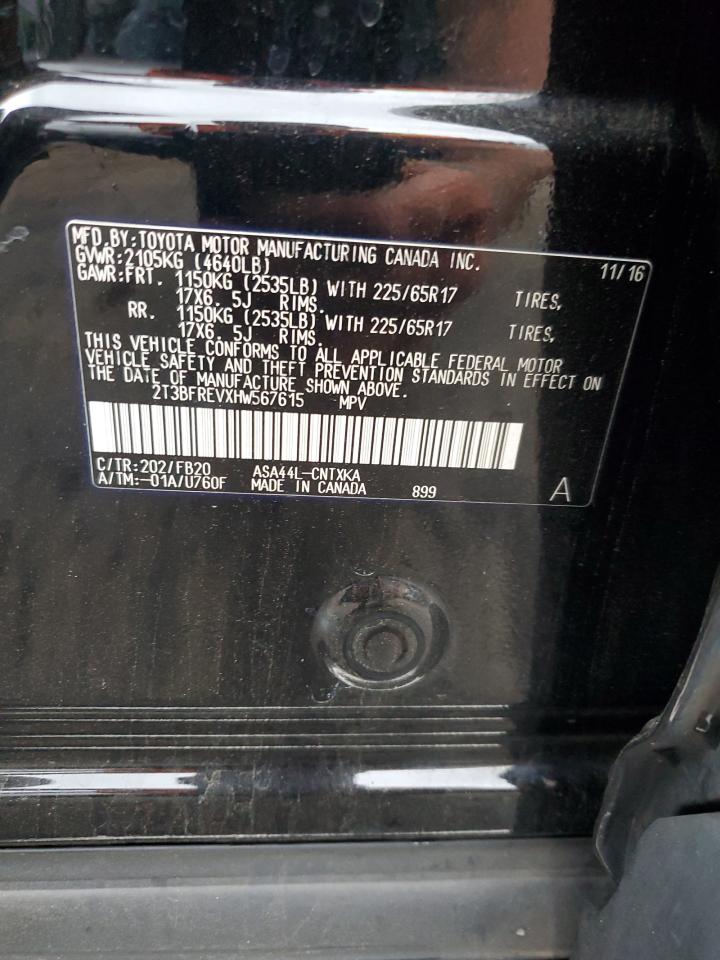 MFD. BY: TOYOTA MOTOR MANUFACTURING CANADA INC. 11/16
GVWR: 2105KG (4640LB)
GAWR: FRT. 1150KG (2535LB) WITH 225/65R17 TIRES,
17X6. 5J RIMS.
RR. 1150KG (2535LB) WITH 225/65R17 TIRES,
17X6. 5J RIMS.
THIS VEHICLE CONFORMS TO ALL APPLICABLE FEDERAL MOTOR
VEHICLE SAFETY AND THEFT PREVENTION STANDARDS IN EFFECT ON
THE DATE OF MANUFACTURE SHOWN ABOVE.
2T3BFREVXHW567615 MPV
C/TR: 202/FB20 ASA44L-CNTXKA
A/TM: -01A/U760F MADE IN CANADA 899 A